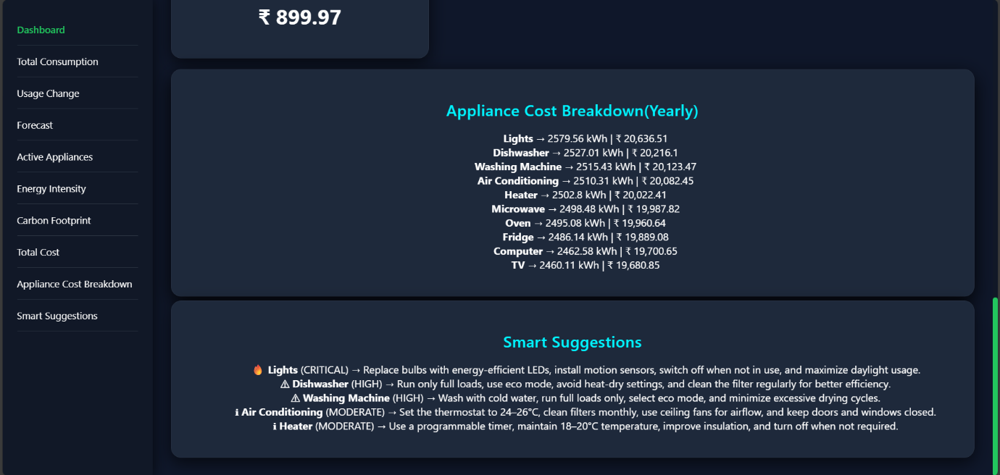 Dashboard
Total Consumption
Usage Change
Forecast
Active Appliances
Energy Intensity
Carbon Footprint
Total Cost
Appliance Cost Breakdown
Smart Suggestions
₹ 899.97
Appliance Cost Breakdown(Yearly)
Lights → 2579.56 kWh | ₹ 20,636.51
Dishwasher → 2527.01 kWh | ₹ 20,216.1
Washing Machine → 2515.43 kWh | ₹ 20,123.47
Air Conditioning → 2510.31 kWh | ₹ 20,082.45
Heater → 2502.8 kWh | ₹ 20,022.41
Microwave → 2498.48 kWh | ₹ 19,987.82
Oven → 2495.08 kWh | ₹ 19,960.64
Fridge → 2486.14 kWh | ₹ 19,889.08
Computer → 2462.58 kWh | ₹ 19,700.65
TV → 2460.11 kWh | ₹ 19,680.85
Smart Suggestions
🔥 Lights (CRITICAL) → Replace bulbs with energy-efficient LEDs, install motion sensors, switch off when not in use, and maximize daylight usage.
⚠ Dishwasher (HIGH) → Run only full loads, use eco mode, avoid heat-dry settings, and clean the filter regularly for better efficiency.
⚠ Washing Machine (HIGH) → Wash with cold water, run full loads only, select eco mode, and minimize excessive drying cycles.
ℹ Air Conditioning (MODERATE) → Set the thermostat to 24–26°C, clean filters monthly, use ceiling fans for airflow, and keep doors and windows closed.
ℹ Heater (MODERATE) → Use a programmable timer, maintain 18–20°C temperature, improve insulation, and turn off when not required.